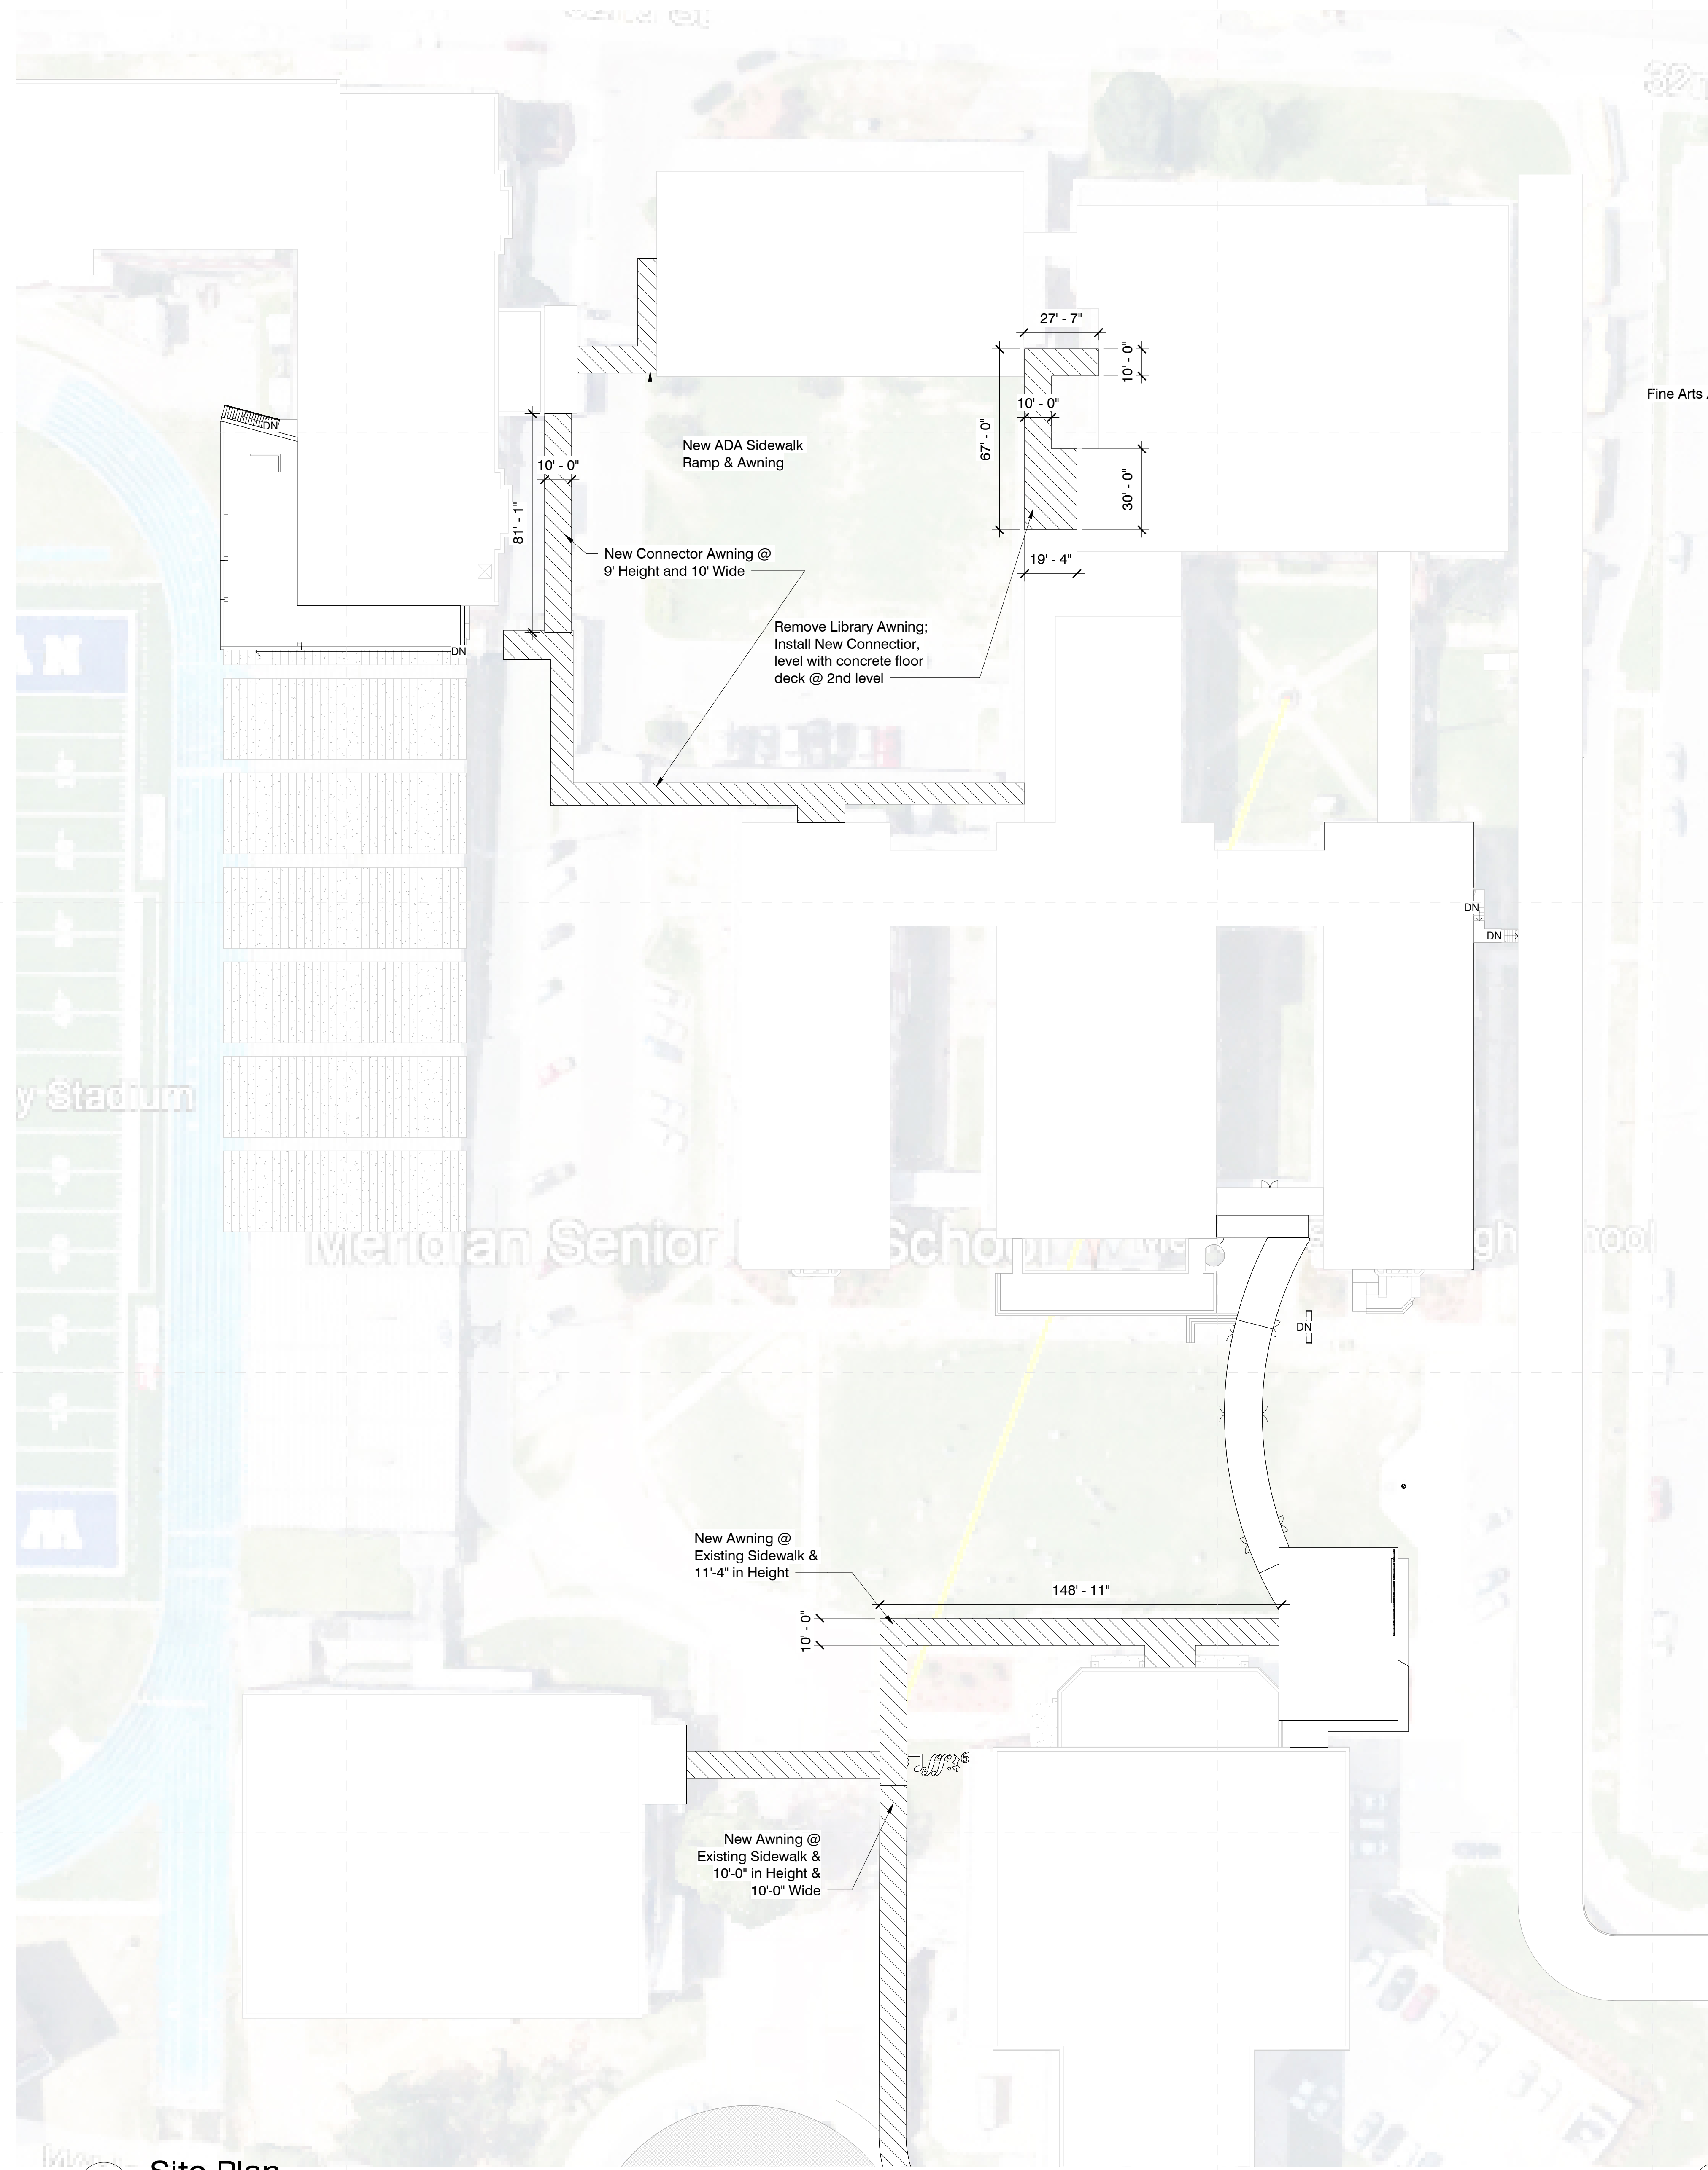 27' - 7"
10' - 0"
10' - 0"
67' - 0"
30' - 0"
19' - 4"
Fine Arts
DN
New ADA Sidewalk
Ramp & Awning
10' - 0"
81' - 1"
New Connector Awning @
9' Height and 10' Wide
Remove Library Awning;
Install New Connectior,
level with concrete floor
deck @ 2nd level
DN
DN
DN
y Stadium
Meridian Senior
School
DN
New Awning @
Existing Sidewalk &
11'-4" in Height
148' - 11"
10' - 0"
New Awning @
Existing Sidewalk &
10'-0" in Height &
10'-0" Wide
Site Plan